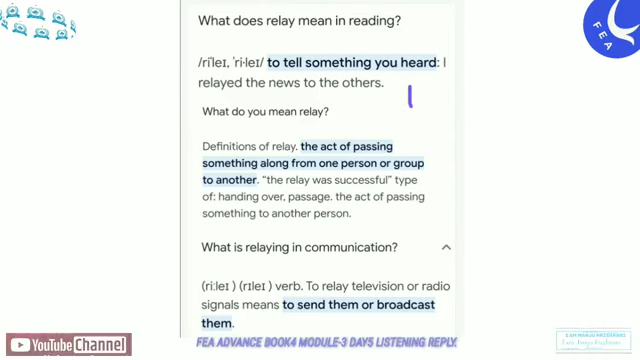 What does relay mean in reading?
/riˈleɪ, ˈriˑleɪ/ to tell something you heard: I
relayed the news to the others.
What do you mean relay?
Definitions of relay. the act of passing
something along from one person or group
to another. "the relay was successful" type
of: handing over, passage. the act of passing
something to another person.
What is relaying in communication?
(riːleɪ ) (rɪleɪ ) verb. To relay television or radio
signals means to send them or broadcast
them.
FEA
YouTube Channel
FEA ADVANCE BOOK4 MODULE-3 DAY5 LISTENING REPLY.